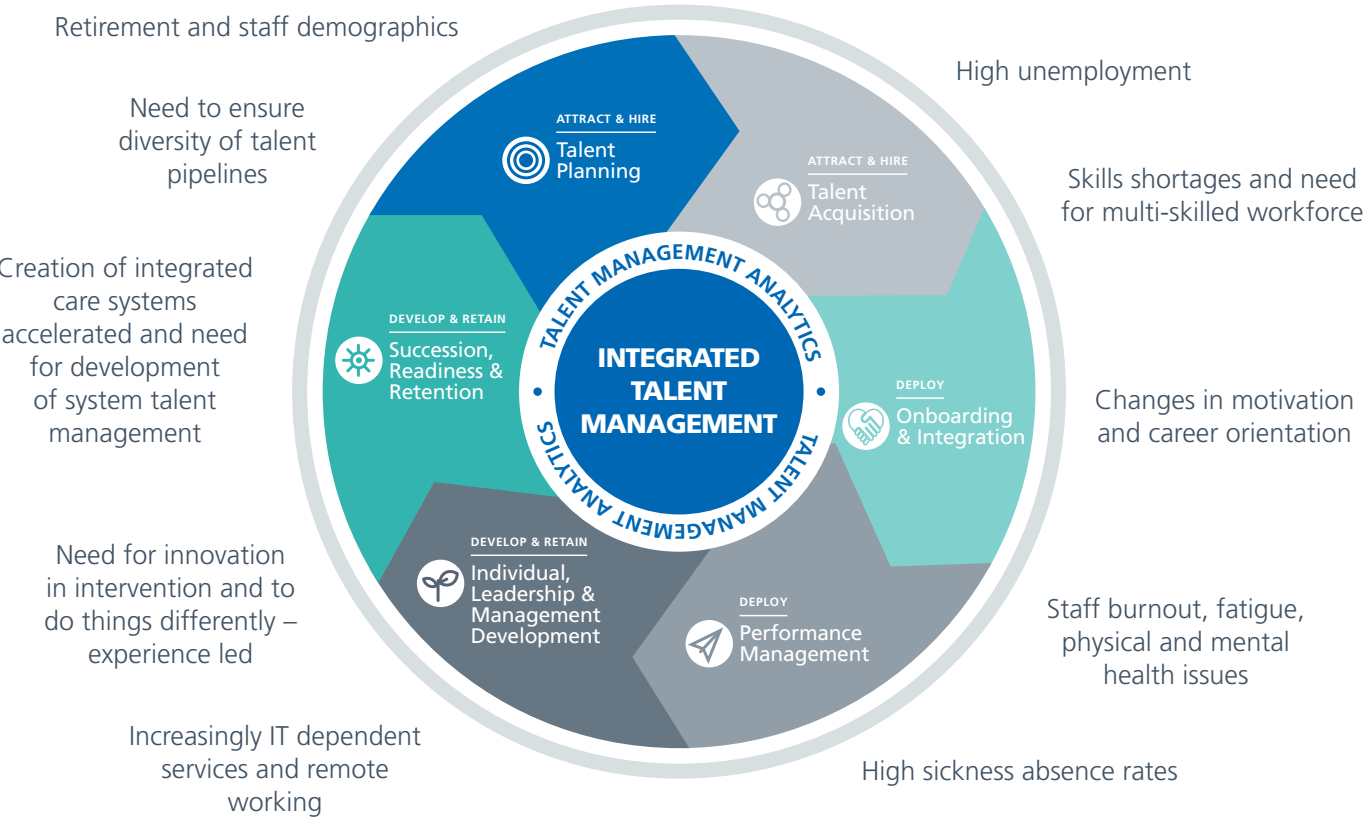 Retirement and staff demographics
High unemployment
Need to ensure
diversity of talent
pipelines
Skills shortages and need
for multi-skilled workforce
Creation of integrated
care systems
accelerated and need
for development
of system talent
management
Changes in motivation
and career orientation
Need for innovation
in intervention and to
do things differently –
experience led
Staff burnout, fatigue,
physical and mental
health issues
Increasingly IT dependent
services and remote
working
High sickness absence rates
ATTRACT & HIRE
Talent
Planning
ATTRACT & HIRE
Talent
Acquisition
DEPLOY
Onboarding
& Integration
DEPLOY
Performance
Management
DEVELOP & RETAIN
Individual,
Leadership &
Management
Development
DEVELOP & RETAIN
Succession,
Readiness &
Retention
TALENT MANAGEMENT ANALYTICS
TALENT MANAGEMENT ANALYTICS
INTEGRATED
TALENT
MANAGEMENT